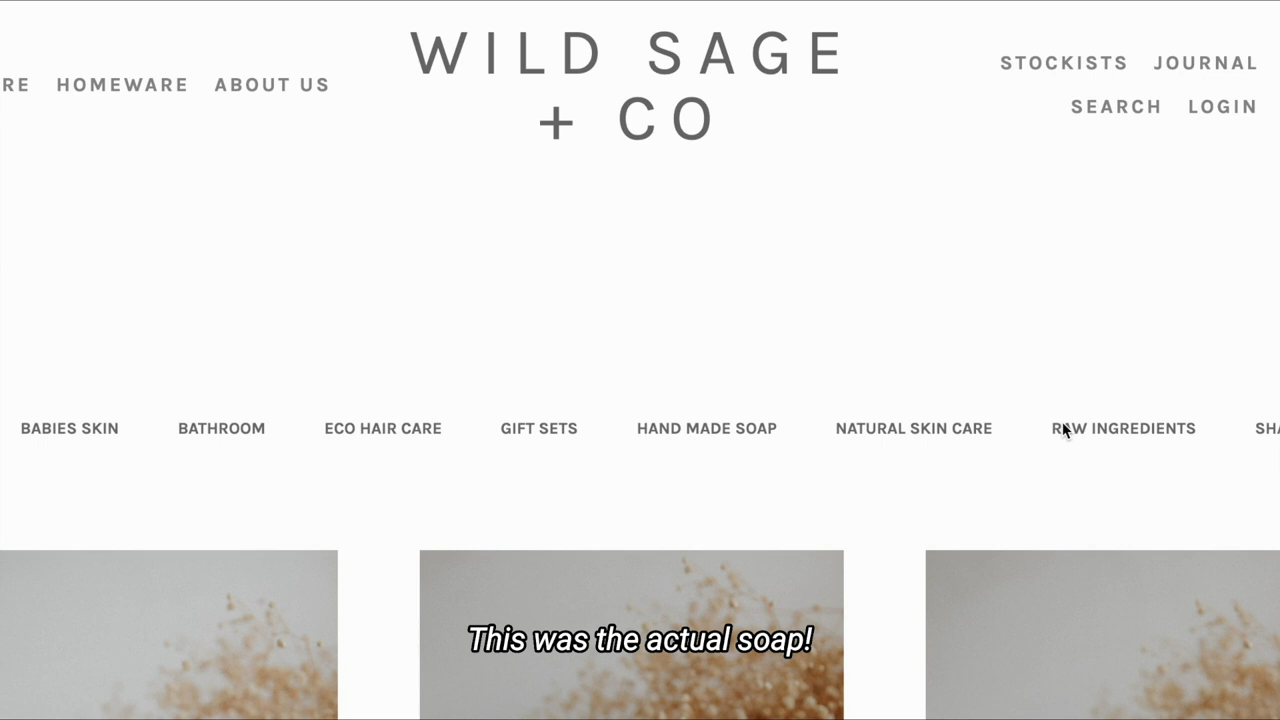 WILD SAGE
+ CO
RE HOMEWARE ABOUT US
STOCKISTS JOURNAL
SEARCH LOGIN
BABIES SKIN BATHROOM ECO HAIR CARE GIFT SETS HAND MADE SOAP NATURAL SKIN CARE RAW INGREDIENTS SHA
This was the actual soap!